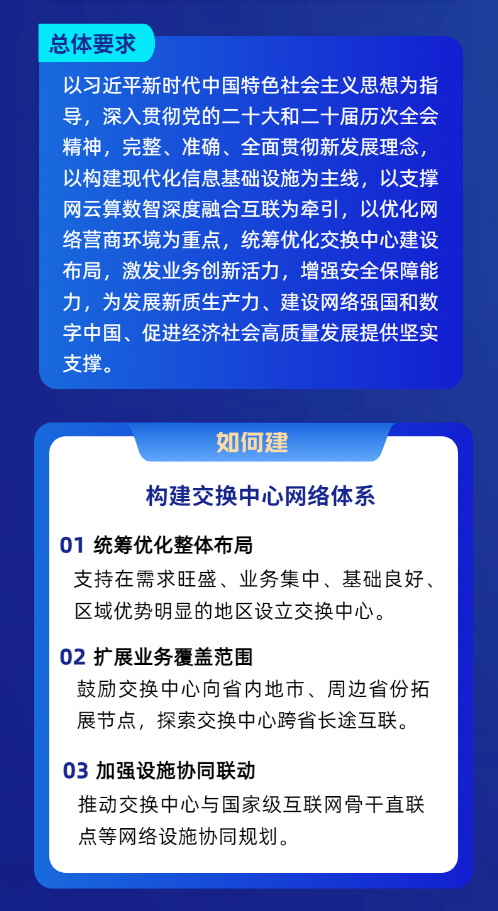 总体要求
以习近平新时代中国特色社会主义思想为指
导，深入贯彻党的二十大和二十届历次全会
精神，完整、准确、全面贯彻新发展理念，
以构建现代化信息基础设施为主线，以支撑
网云算数智深度融合互联为牵引，以优化网
络营商环境为重点，统筹优化交换中心建设
布局，激发业务创新活力，增强安全保障能
力，为发展新质生产力、建设网络强国和数
字中国、促进经济社会高质量发展提供坚实
支撑。
如何建
构建交换中心网络体系
01 统筹优化整体布局
支持在需求旺盛、业务集中、基础良好、
区域优势明显的地区设立交换中心。
02 扩展业务覆盖范围
鼓励交换中心向省内地市、周边省份拓
展节点，探索交换中心跨省长途互联。
03 加强设施协同联动
推动交换中心与国家级互联网骨干直联
点等网络设施协同规划。